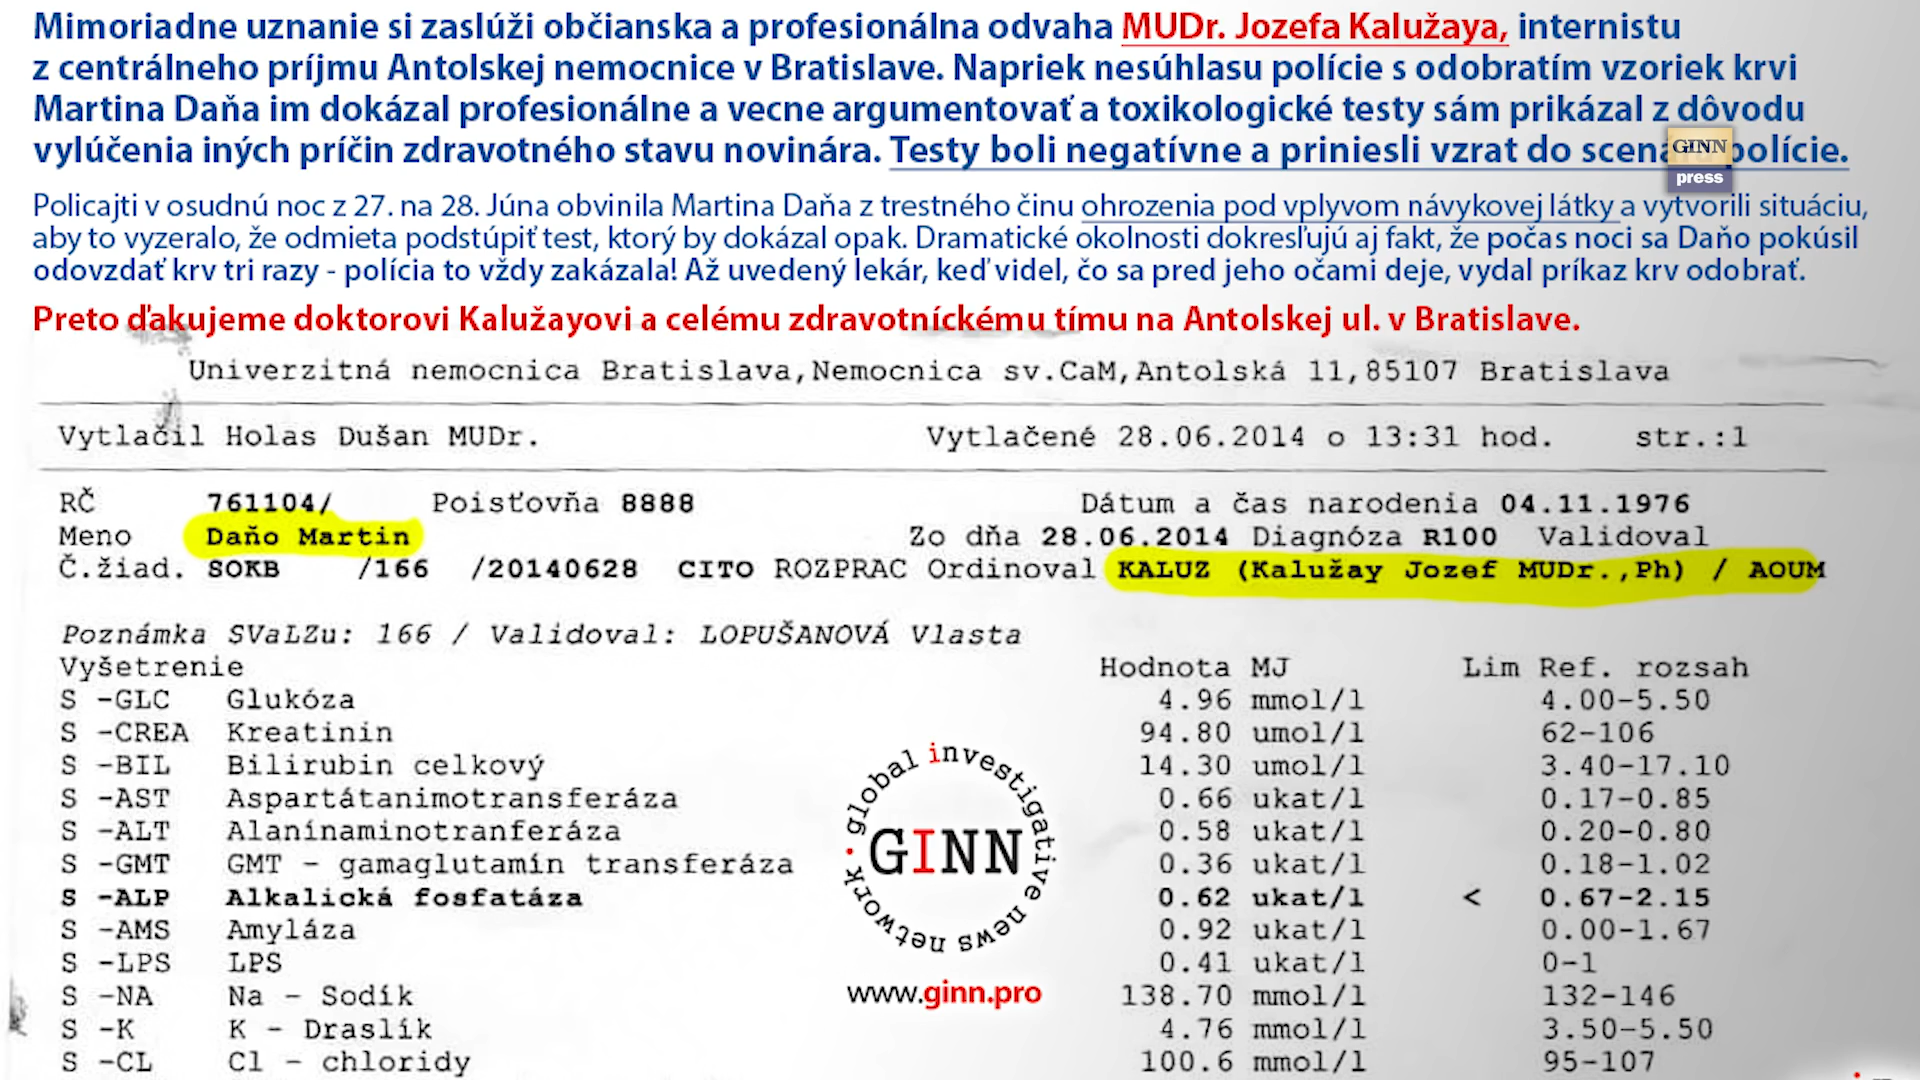 Mimoriadne uznanie si zaslúži občianska a profesionálna odvaha MUDr. Jozefa Kalužaya, internistu
z centrálneho príjmu Antolskej nemocnice v Bratislave. Napriek nesúhlasu polície s odobratím vzoriek krvi
Martina Daňa im dokázal profesionálne a vecne argumentovať a toxikologické testy sám prikázal z dôvodu
vylúčenia iných príčin zdravotného stavu novinára. Testy boli negatívne a priniesli vzrat do scenára polície.
GINN
press
Policajti v osudnú noc z 27. na 28. Júna obvinila Martina Daňa z trestného činu ohrozenia pod vplyvom návykovej látky a vytvorili situáciu,
aby to vyzeralo, že odmieta podstúpiť test, ktorý by dokázal opak. Dramatické okolnosti dokresľujú aj fakt, že počas noci sa Daňo pokúsil
odovzdať krv tri razy - polícia to vždy zakázala! Až uvedený lekár, keď videl, čo sa pred jeho očami deje, vydal príkaz krv odobrať.
Preto ďakujeme doktorovi Kalužayovi a celému zdravotníckému tímu na Antolskej ul. v Bratislave.
Univerzitná nemocnica Bratislava,Nemocnica sv.CaM,Antolská 11,85107 Bratislava
Vytlačil Holas Dušan MUDr. Vytlačené 28.06.2014 o 13:31 hod. str.:1
RČ 761104/ Poisťovňa 8888 Dátum a čas narodenia 04.11.1976
Meno Daňo Martin Zo dňa 28.06.2014 Diagnóza R100 Validoval
Č.žiad. SOKB /166 /20140628 CITO ROZPRAC Ordinoval KALUZ (Kalužay Jozef MUDr.,Ph) / AOUM
Poznámka SVaLZu: 166 / Validoval: LOPUŠANOVÁ Vlasta
Vyšetrenie Hodnota MJ Lim Ref. rozsah
S -GLC Glukóza 4.96 mmol/l 4.00-5.50
S -CREA Kreatinin 94.80 umol/l 62-106
S -BIL Bilirubin celkový 14.30 umol/l 3.40-17.10
S -AST Aspartátanimotransferáza 0.66 ukat/l 0.17-0.85
S -ALT Alanínaminotranferáza 0.58 ukat/l 0.20-0.80
S -GMT GMT - gamaglutamín transferáza 0.36 ukat/l 0.18-1.02
S -ALP Alkalická fosfatáza 0.62 ukat/l < 0.67-2.15
S -AMS Amyláza 0.92 ukat/l 0.00-1.67
S -LPS LPS 0.41 ukat/l 0-1
S -NA Na - Sodík 138.70 mmol/l 132-146
S -K K - Draslík 4.76 mmol/l 3.50-5.50
S -CL Cl - chloridy 100.6 mmol/l 95-107
global investigative news network
GINN
www.ginn.pro